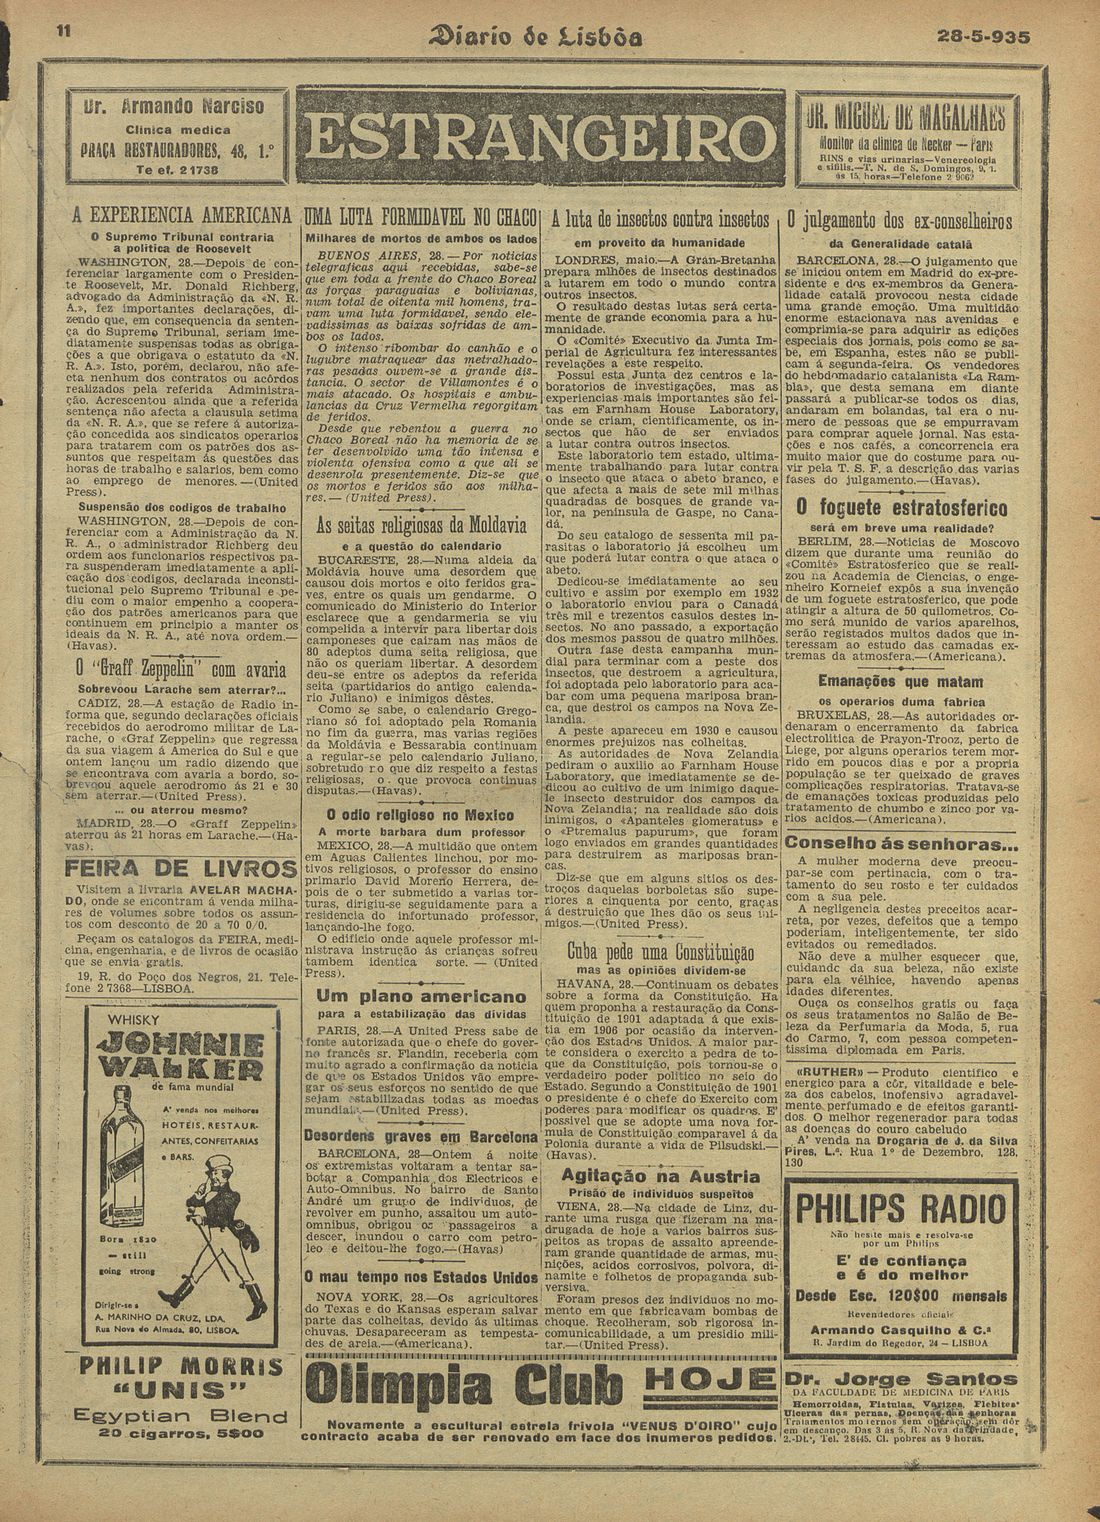 11
Diario de Lisbôa
28-5-935
Dr. Armando Narciso
Clinica medica
PRAÇA RESTAURADORES, 48, 1.º
Te ef. 21738
ESTRANGEIRO
DR. MIGUEL DE MAGALHAES
Monitor da clinica de Necker — Paris
RINS e vias urinarias—Venereologia
e sifilis.—T. N. de S. Domingos, 9, 1.
ás 15, horas—Telefone 2 9062
A EXPERIENCIA AMERICANA
O Supremo Tribunal contraria
a politica de Roosevelt
WASHINGTON, 28.—Depois de con-
ferenciar largamente com o Presiden-
te Roosevelt, Mr. Donald Richberg,
advogado da Administração da «N. R.
A.», fez importantes declarações, di-
zendo que, em consequencia da senten-
ça do Supremo Tribunal, seriam ime-
diatamente suspensas todas as obriga-
ções a que obrigava o estatuto da «N.
R. A.». Isto, porém, declarou, não afe-
cta nenhum dos contratos ou acôrdos
realizados pela referida Administra-
ção. Acrescentou ainda que a referida
sentença não afecta a clausula setima
da «N. R. A.», que se refere á autoriza-
ção concedida aos sindicatos operarios
para tratarem com os patrões dos as-
suntos que respeitam ás questões das
horas de trabalho e salarios, bem como
ao emprego de menores.—(United
Press).
Suspensão dos codigos de trabalho
WASHINGTON, 28.—Depois de con-
ferenciar com a Administração da N.
R. A., o administrador Richberg deu
ordem aos funcionarios respectivos pa-
ra suspenderam imediatamente a apli-
cação dos codigos, declarada inconsti-
tucional pelo Supremo Tribunal e pe-
diu com o maior empenho a coopera-
ção dos patrões americanos para que
continuem em principio a manter os
ideais da N. R. A., até nova ordem.—
(Havas).
O "Graff Zeppelin" com avaria
Sobrevoou Larache sem aterrar?...
CADIZ, 28.—A estação de Radio in-
forma que, segundo declarações oficiais
recebidos do aerodromo militar de La-
rache, o «Graf Zeppelin» que regressa
da sua viagem á America do Sul e que
ontem lançou um radio dizendo que
se encontrava com avaria a bordo, so-
brevoou aquele aerodromo ás 21 e 30
sem aterrar.—(United Press).
... ou aterrou mesmo?
MADRID, 28.—O «Graff Zeppelin»
aterrou ás 21 horas em Larache.—(Ha-
vas).
FEIRA DE LIVROS
Visitem a livraria AVELAR MACHA-
DO, onde se encontram á venda milha-
res de volumes sobre todos os assun-
tos com desconto de 20 a 70 0/0.
Peçam os catalogos da FEIRA, medi-
cina, engenharia, e de livros de ocasião
que se envia gratis.
19, R. do Poço dos Negros, 21. Tele-
fone 2 7368—LISBOA.
WHISKY
JOHNNIE
WALKER
de fama mundial
A' venda nos melhores
HOTEIS, RESTAUR-
ANTES, CONFEITARIAS
e BARS.
Born 1820
— still
going strong
Dirigir-se a
A. MARINHO DA CRUZ, LDA.
Rua Nova do Almada, 80, LISBOA.
PHILIP MORRIS
"UNIS"
Egyptian Blend
20 cigarros, 5$00
UMA LUTA FORMIDAVEL NO CHACO
Milhares de mortos de ambos os lados
BUENOS AIRES, 28.—Por noticias
telegraficas aqui recebidas, sabe-se
que em toda a frente do Chaco Boreal
as forças paraguaias e bolivianas,
num total de oitenta mil homens, tra-
vam uma luta formidavel, sendo ele-
vadissimas as baixas sofridas de am-
bos os lados.
O intenso ribombar do canhão e o
lugubre matraquear das metralhado-
ras pesadas ouvem-se a grande dis-
tancia. O sector de Villamontes é o
mais atacado. Os hospitais e ambu-
lancias da Cruz Vermelha regorgitam
de feridos.
Desde que rebentou a guerra no
Chaco Boreal não ha memoria de se
ter desenvolvido uma tão intensa e
violenta ofensiva como a que ali se
desenrola presentemente. Diz-se que
os mortos e feridos são aos milha-
res.—(United Press).
As seitas religiosas da Moldavia
e a questão do calendario
BUCARESTE, 28.—Numa aldeia da
Moldávia houve uma desordem que
causou dois mortos e oito feridos gra-
ves, entre os quais um gendarme. O
comunicado do Ministerio do Interior
esclarece que a gendarmeria se viu
compelida a intervir para libertar dois
camponeses que cairam nas mãos de
80 adeptos duma seita religiosa, que
não os queriam libertar. A desordem
deu-se entre os adeptos da referida
seita (partidarios do antigo calenda-
rio Juliano) e inimigos dêstes.
Como se sabe, o calendario Grego-
riano só foi adoptado pela Romania
no fim da guerra, mas varias regiões
da Moldávia e Bessarabia continuam
a regular-se pelo calendario Juliano,
sobretudo no que diz respeito a festas
religiosas, o que provoca continuas
disputas.—(Havas).
O odio religioso no Mexico
A morte barbara dum professor
MEXICO, 28.—A multidão que ontem
em Aguas Calientes linchou, por mo-
tivos religiosos, o professor do ensino
primario David Moreno Herrera, de-
pois de o ter submetido a varias tor-
turas, dirigiu-se seguidamente para a
residencia do infortunado professor,
lançando-lhe fogo.
O edificio onde aquele professor mi-
nistrava instrução ás crianças sofreu
tambem identica sorte. — (United
Press).
Um plano americano
para a estabilização das dividas
PARIS, 28.—A United Press sabe de
fonte autorizada que o chefe do gover-
no francês sr. Flandin, receberia com
muito agrado a confirmação da noticia
de que os Estados Unidos vão empre-
gar os seus esforços no sentido de que
sejam estabilizadas todas as moedas
mundiais.—(United Press).
Desordens graves em Barcelona
BARCELONA, 28—Ontem á noite
os extremistas voltaram a tentar sa-
botar a Companhia dos Electricos e
Auto-Omnibus. No bairro de Santo
André um grupo de individuos, de
revolver em punho, assaltou um auto-
omnibus, obrigou os passageiros a
descer, inundou o carro com petro-
leo e deitou-lhe fogo.—(Havas)
O mau tempo nos Estados Unidos
NOVA YORK, 28.—Os agricultores
do Texas e do Kansas esperam salvar
parte das colheitas, devido ás ultimas
chuvas. Desapareceram as tempesta-
des de areia.—(Americana).
A luta de insectos contra insectos
em proveito da humanidade
LONDRES, maio.—A Gran-Bretanha
prepara milhões de insectos destinados
a lutarem em todo o mundo contra
outros insectos.
O resultado destas lutas será certa-
mente de grande economia para a hu-
manidade.
O «Comité» Executivo da Junta Im-
perial de Agricultura fez interessantes
revelações a este respeito.
Possui esta Junta dez centros e la-
boratorios de investigações, mas as
experiencias mais importantes são fei-
tas em Farnham House Laboratory,
onde se criam, cientificamente, os in-
sectos que hão de ser enviados
a lutar contra outros insectos.
Este laboratorio tem estado, ultima-
mente trabalhando para lutar contra
o insecto que ataca o abeto branco, e
que afecta a mais de sete mil milhas
quadradas de bosques de grande va-
lor, na peninsula de Gaspe, no Cana-
dá.
Do seu catalogo de sessenta mil pa-
rasitas o laboratorio já escolheu um
que poderá lutar contra o que ataca o
abeto.
Dedicou-se imediatamente ao seu
cultivo e assim por exemplo em 1932
o laboratorio enviou para o Canadá
três mil e trezentos casulos destes in-
sectos. No ano passado, a exportação
dos mesmos passou de quatro milhões.
Outra fase desta campanha mun-
dial para terminar com a peste dos
insectos, que destroem a agricultura,
foi adoptada pelo laboratorio para aca-
bar com uma pequena mariposa bran-
ca, que destroi os campos na Nova Ze-
landia.
A peste apareceu em 1930 e causou
enormes prejuizos nas colheitas.
As autoridades de Nova Zelandia
pediram o auxilio ao Farnham House
Laboratory, que imediatamente se de-
dicou ao cultivo de um inimigo daque-
le insecto destruidor dos campos da
Nova Zelandia; na realidade são dois
inimigos, o «Apanteles glomeratus» e
o «Ptremalus papurum», que foram
logo enviados em grandes quantidades
para destruirem as mariposas bran-
cas.
Diz-se que em alguns sitios os des-
troços daquelas borboletas são supe-
riores a cinquenta por cento, graças
á destruição que lhes dão os seus ini-
migos.—(United Press).
Cuba pede uma Constituição
mas as opiniões dividem-se
HAVANA, 28.—Continuam os debates
sobre a forma da Constituição. Ha
quem proponha a restauração da Cons-
tituição de 1901 adaptada á que exis-
tia em 1906 por ocasião da interven-
ção dos Estados Unidos. A maior par-
te considera o exercito a pedra de to-
que da Constituição, pois tornou-se o
verdadeiro poder politico no seio do
Estado. Segundo a Constituição de 1901
o presidente é o chefe do Exercito com
poderes para modificar os quadros. E'
possivel que se adopte uma nova for-
mula de Constituição comparavel á da
Polonia durante a vida de Pilsudski.—
(Havas).
Agitação na Austria
Prisão de individuos suspeitos
VIENA, 28.—Na cidade de Linz, du-
rante uma rusga que fizeram na ma-
drugada de hoje a varios bairros sus-
peitos as tropas de assalto apreende-
ram grande quantidade de armas, mu-
nições, acidos corrosivos, polvora, di-
namite e folhetos de propaganda sub-
versiva.
Foram presos dez individuos no mo-
mento em que fabricavam bombas de
choque. Recolheram, sob rigorosa in-
comunicabilidade, a um presidio mili-
tar.—(United Press).
Olimpia Club HOJE
Novamente a escultural estrela frivola "VENUS D'OIRO" cujo
contracto acaba de ser renovado em face dos inumeros pedidos.
O julgamento dos ex-conselheiros
da Generalidade catalã
BARCELONA, 28.—O julgamento que
se iniciou ontem em Madrid do ex-pre-
sidente e dos ex-membros da Genera-
lidade catalã provocou nesta cidade
uma grande emoção. Uma multidão
enorme estacionava nas avenidas e
comprimia-se para adquirir as edições
especiais dos jornais, pois como se sa-
be, em Espanha, estes não se publi-
cam á segunda-feira. Os vendedores
do hebdomadario catalanista «La Ram-
bla», que desta semana em diante
passará a publicar-se todos os dias,
andaram em bolandas, tal era o nu-
mero de pessoas que se empurravam
para comprar aquele jornal. Nas esta-
ções e nos cafés, a concorrencia era
muito maior que do costume para ou-
vir pela T. S. F. a descrição das varias
fases do julgamento.—(Havas).
O foguete estratosferico
será em breve uma realidade?
BERLIM, 28.—Noticias de Moscovo
dizem que durante uma reunião do
«Comité» Estratosferico que se reali-
zou na Academia de Ciencias, o enge-
nheiro Korneief expôs a sua invenção
de um foguete estratosferico, que pode
atingir a altura de 50 quilometros. Co-
mo será munido de varios aparelhos,
serão registados muitos dados que in-
teressam ao estudo das camadas ex-
tremas da atmosfera.—(Americana).
Emanações que matam
os operarios duma fabrica
BRUXELAS, 28.—As autoridades or-
denaram o encerramento da fabrica
electrolitica de Prayon-Trooz, perto de
Liege, por alguns operarios terem mor-
rido em poucos dias e por a propria
população se ter queixado de graves
complicações respiratorias. Tratava-se
de emanações toxicas produzidas pelo
tratamento de chumbo e zinco por va-
rios acidos.—(Americana).
Conselho ás senhoras...
A mulher moderna deve preocu-
par-se com pertinacia, com o tra-
tamento do seu rosto e ter cuidados
com a sua pele.
A negligencia destes preceitos acar-
reta, por vezes, defeitos que a tempo
poderiam, inteligentemente, ter sido
evitados ou remediados.
Não deve a mulher esquecer que,
cuidando da sua beleza, não existe
para ela vélhice, havendo apenas
idades diferentes.
Ouça os conselhos gratis ou faça
os seus tratamentos no Salão de Be-
leza da Perfumaria da Moda, 5, rua
do Carmo, 7, com pessoa competen-
tissima diplomada em Paris.
«RUTHER» — Produto cientifico e
energico para a côr, vitalidade e bele-
za dos cabelos, inofensivo agradavel-
mente perfumado e de efeitos garanti-
dos. O melhor regenerador para todas
as doenças do couro cabeludo
A' venda na Drogaria de J. da Silva
Pires, L.ª. Rua 1º de Dezembro, 128,
130
PHILIPS RADIO
Não hesite mais e resolva-se
por um Philips
E' de confiança
e é do melhor
Desde Esc. 120$00 mensais
Revendedores oficiais
Armando Casquilho & C.ª
R. Jardim do Regedor, 24 — LISBOA
Dr. Jorge Santos
DA FACULDADE DE MEDICINA DE PARIS
Hemorroidas, Fistulas, Varizes, Flebites
Ulceras das pernas, Doenças das senhoras
Tratamentos modernos sem operação, sem dôr
em descanço. Das 3 ás 5, R. Nova da Trindade,
2.-Dt., Tel. 28445. Cl. pobres as 9 horas.